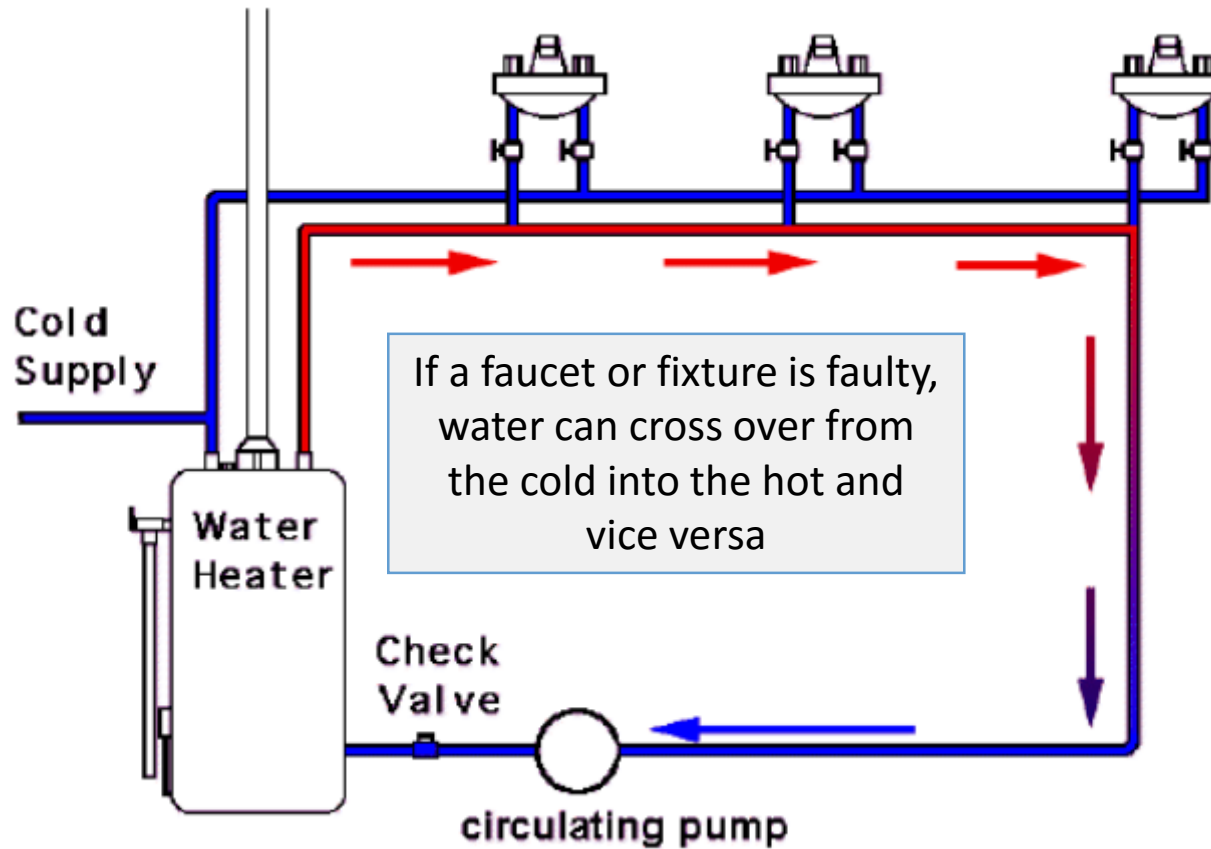 Cold
Supply
If a faucet or fixture is faulty,
water can cross over from
the cold into the hot and
vice versa
Water
Heater
Check
Valve
circulating pump